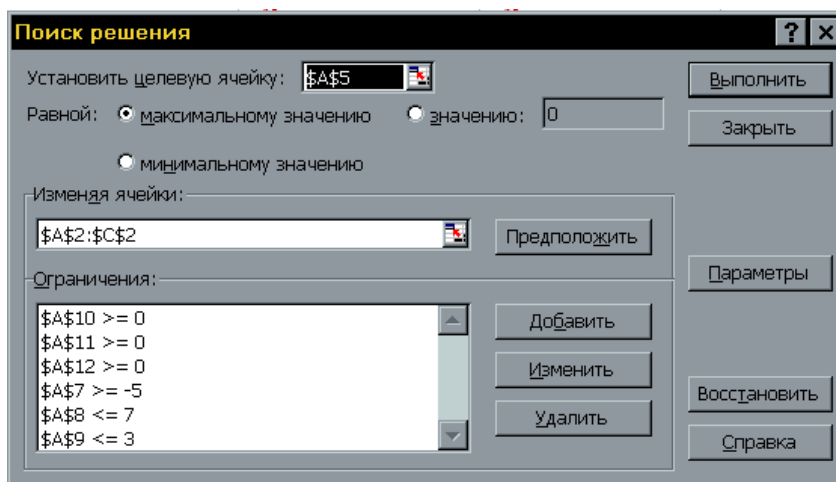 Поиск решения ? ×
Установить целевую ячейку: $A$5
Равной: максимальному значению значению: 0
минимальному значению
Изменяя ячейки:
$A$2:$C$2
Предположить
Ограничения:
$A$10 >= 0
$A$11 >= 0
$A$12 >= 0
$A$7 >= -5
$A$8 <= 7
$A$9 <= 3
Добавить
Изменить
Удалить
Выполнить
Закрыть
Параметры
Восстановить
Справка